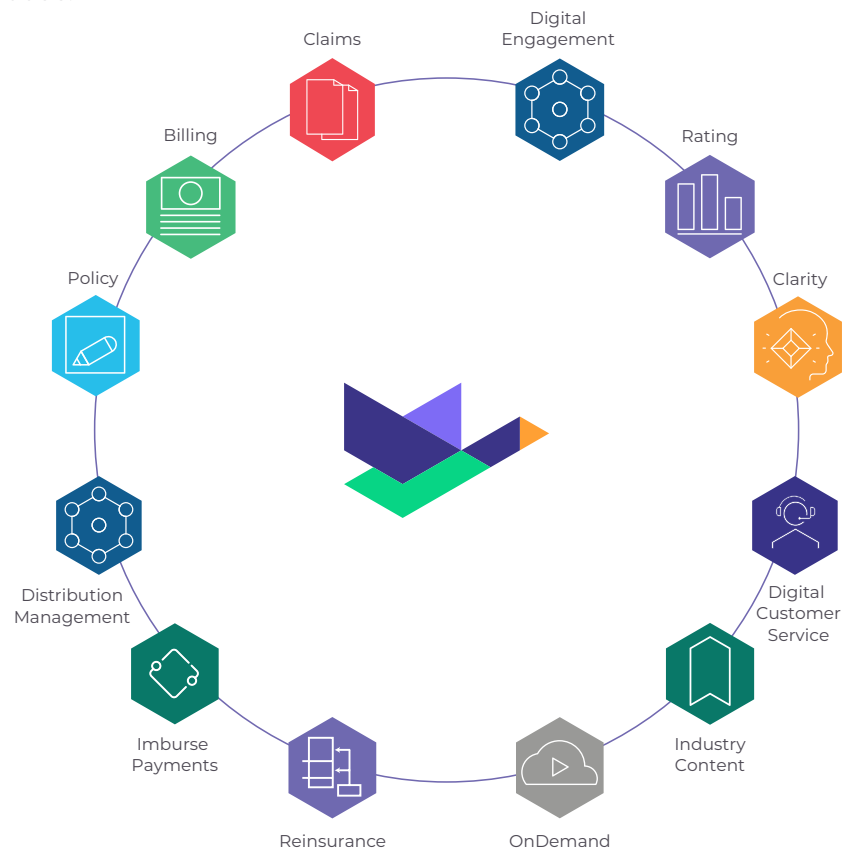 Digital
Engagement
Claims
Billing
Rating
Policy
Clarity
Distribution
Management
Digital
Customer
Service
Imburse
Payments
Industry
Content
Reinsurance
OnDemand